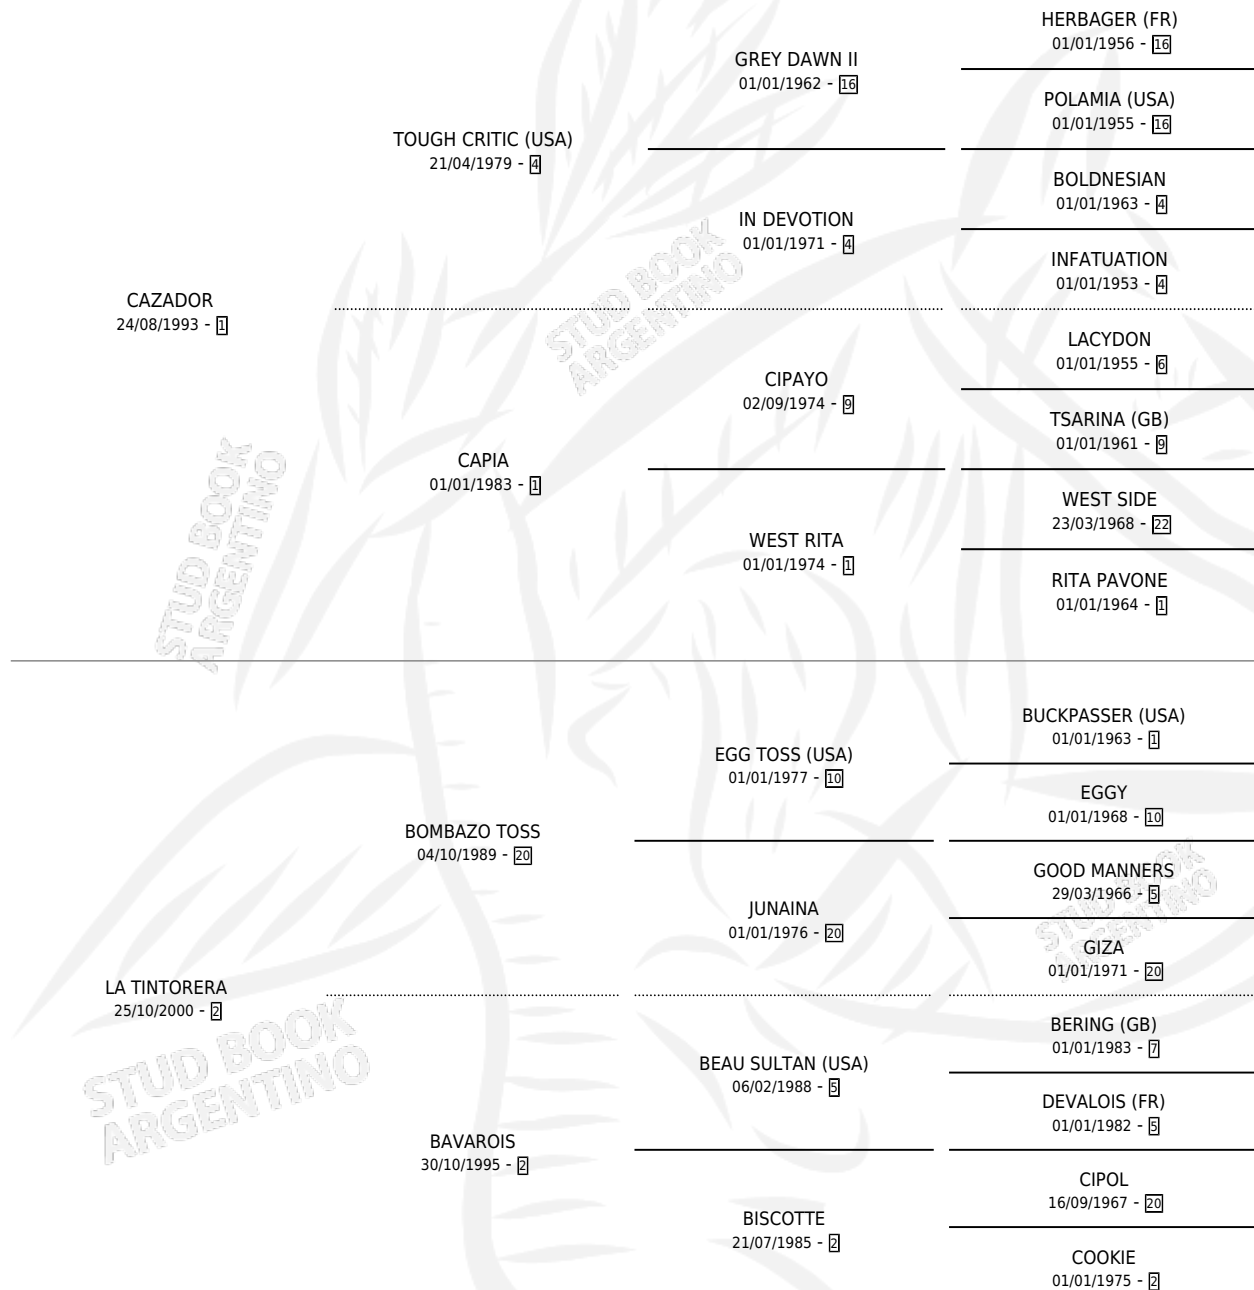 HERBAGER (FR)
01/01/1956 - 16
GREY DAWN II
01/01/1962 - 16
POLAMIA (USA)
01/01/1955 - 16
TOUGH CRITIC (USA)
21/04/1979 - 4
BOLDNESIAN
01/01/1963 - 4
IN DEVOTION
01/01/1971 - 4
INFATUATION
01/01/1953 - 4
CAZADOR
24/08/1993 - 1
LACYDON
01/01/1955 - 6
CIPAYO
02/09/1974 - 9
TSARINA (GB)
01/01/1961 - 9
CAPIA
01/01/1983 - 1
WEST SIDE
23/03/1968 - 22
WEST RITA
01/01/1974 - 1
RITA PAVONE
01/01/1964 - 1
BUCKPASSER (USA)
01/01/1963 - 1
EGG TOSS (USA)
01/01/1977 - 10
EGGY
01/01/1968 - 10
BOMBAZO TOSS
04/10/1989 - 20
GOOD MANNERS
29/03/1966 - 5
JUNAINA
01/01/1976 - 20
GIZA
01/01/1971 - 20
LA TINTORERA
25/10/2000 - 2
BERING (GB)
01/01/1983 - 7
BEAU SULTAN (USA)
06/02/1988 - 5
DEVALOIS (FR)
01/01/1982 - 5
BAVAROIS
30/10/1995 - 2
CIPOL
16/09/1967 - 20
BISCOTTE
21/07/1985 - 2
COOKIE
01/01/1975 - 2
STUD BOOK
ARGENTINO
STUD BOOK
ARGENTINO
STUD BOOK
ARGENTINO
STUD BOOK
ARGENTINO